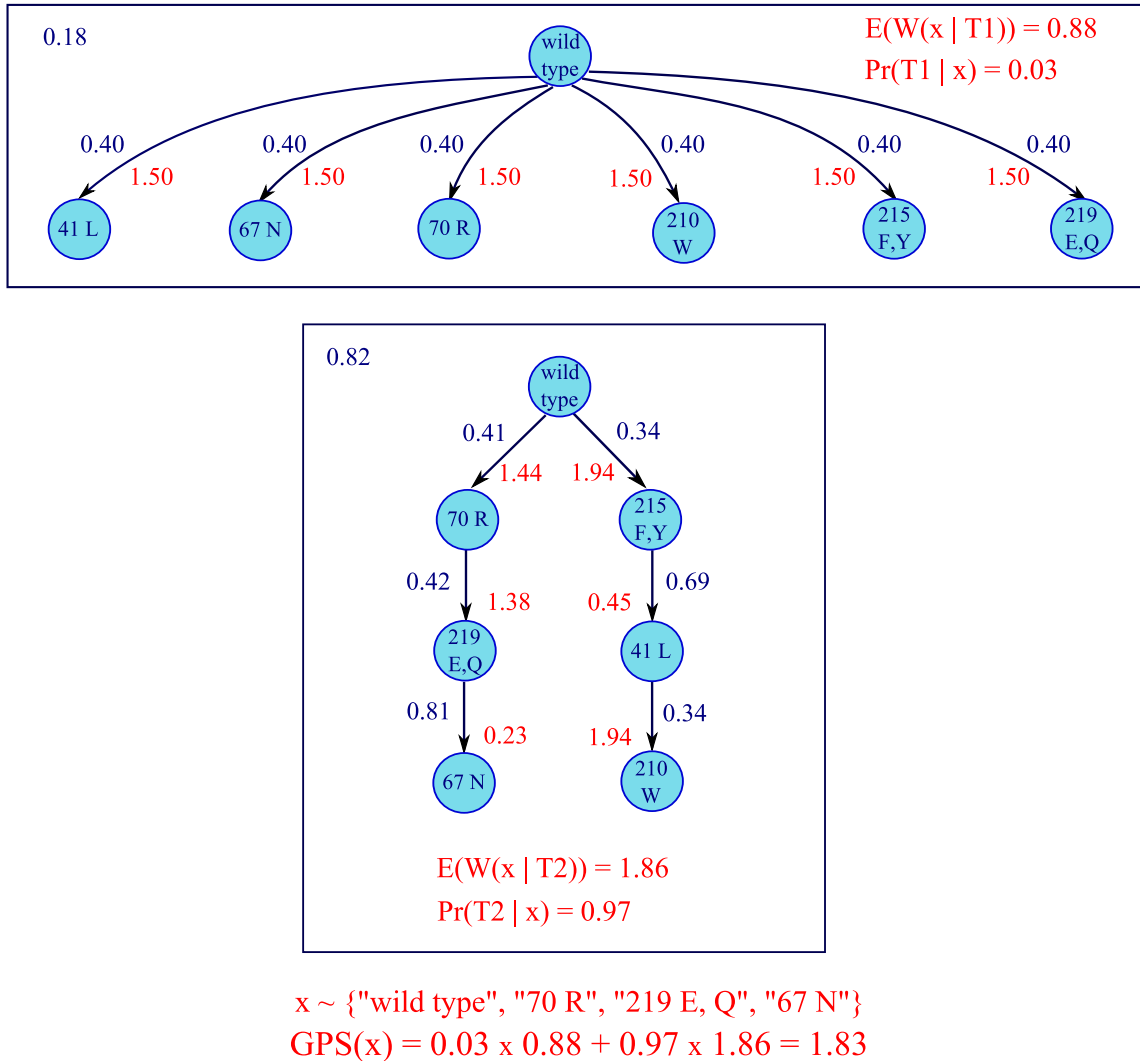 0.18
wild
type
E(W(x | T1)) = 0.88
Pr(T1 | x) = 0.03
0.40 0.40 0.40 0.40 0.40 0.40
1.50 1.50 1.50 1.50 1.50 1.50
41 L
67 N
70 R
210
W
215
F,Y
219
E,Q
0.82
wild
type
0.41 0.34
1.44 1.94
70 R
215
F,Y
0.42 0.69
1.38 0.45
219
E,Q
41 L
0.81 0.34
0.23 1.94
67 N
210
W
E(W(x | T2)) = 1.86
Pr(T2 | x) = 0.97
x ~ {"wild type", "70 R", "219 E, Q", "67 N"}
GPS(x) = 0.03 x 0.88 + 0.97 x 1.86 = 1.83